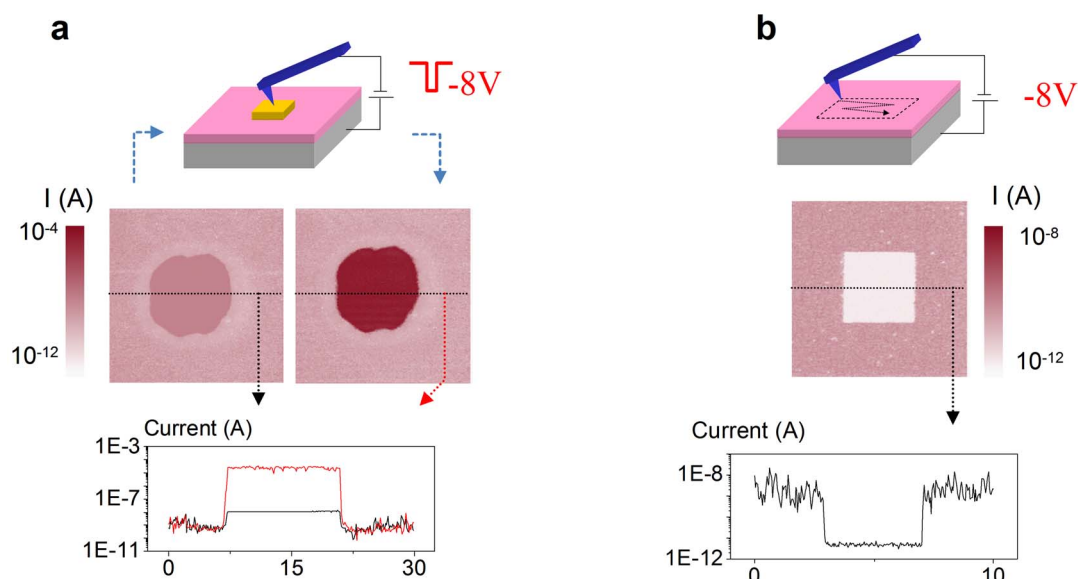 a
-8V
I (A)
10-4
10-12
Current (A)
1E-3
1E-7
1E-11
0
15
30
b
-8V
I (A)
10-8
10-12
Current (A)
1E-8
1E-12
0
10